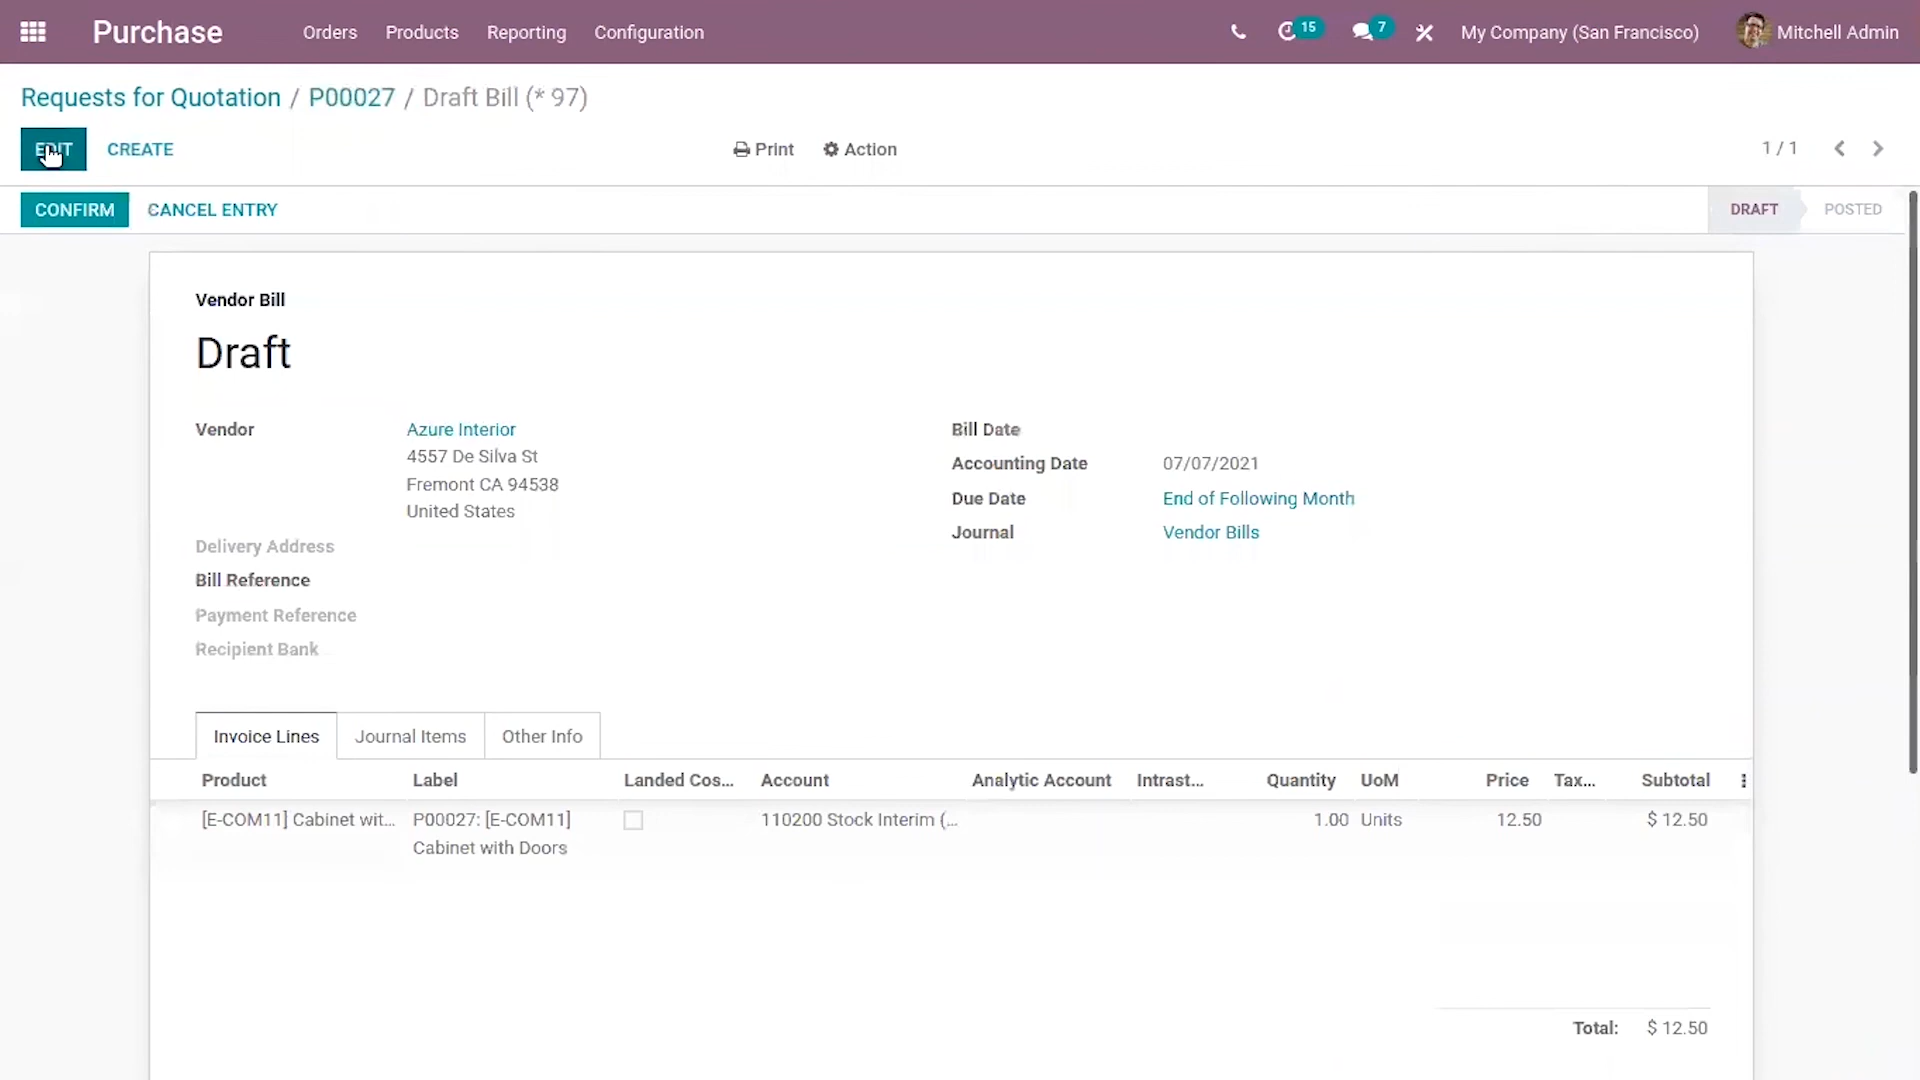 Purchase Orders Products Reporting Configuration 15 7 My Company (San Francisco) Mitchell Admin
Requests for Quotation / P00027 / Draft Bill (* 97)
EDIT CREATE Print Action 1 / 1
CONFIRM CANCEL ENTRY DRAFT POSTED
Vendor Bill
Draft
Vendor Azure Interior
4557 De Silva St
Fremont CA 94538
United States
Delivery Address
Bill Reference
Payment Reference
Recipient Bank
Bill Date
Accounting Date 07/07/2021
Due Date End of Following Month
Journal Vendor Bills
Invoice Lines Journal Items Other Info
Product Label Landed Cos... Account Analytic Account Intrast... Quantity UoM Price Tax... Subtotal
[E-COM11] Cabinet wit... P00027: [E-COM11] 110200 Stock Interim (... 1.00 Units 12.50 $ 12.50
Cabinet with Doors
Total: $ 12.50